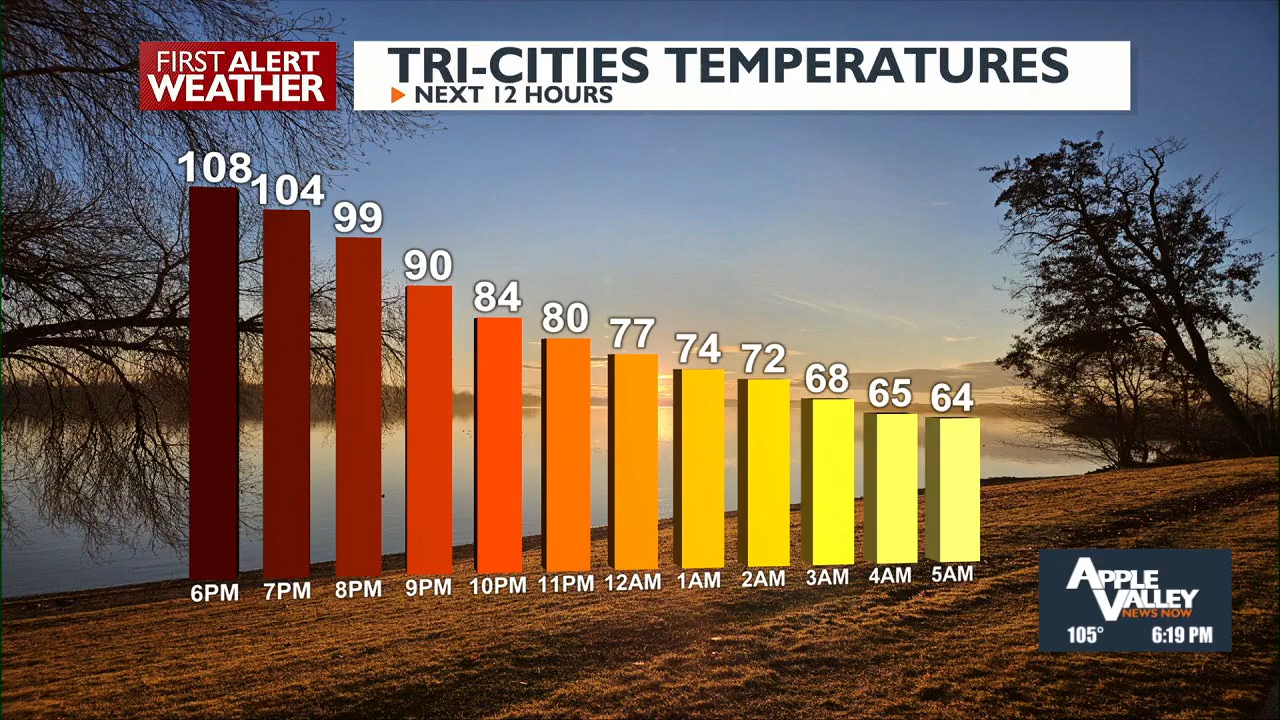 FIRST ALERT
WEATHER
TRI-CITIES TEMPERATURES
NEXT 12 HOURS
108
104
99
90
84
80
77
74
72
68
65
64
6PM 7PM 8PM 9PM 10PM 11PM 12AM 1AM 2AM 3AM 4AM 5AM
APPLE
VALLEY
NEWS NOW
105° 6:19 PM